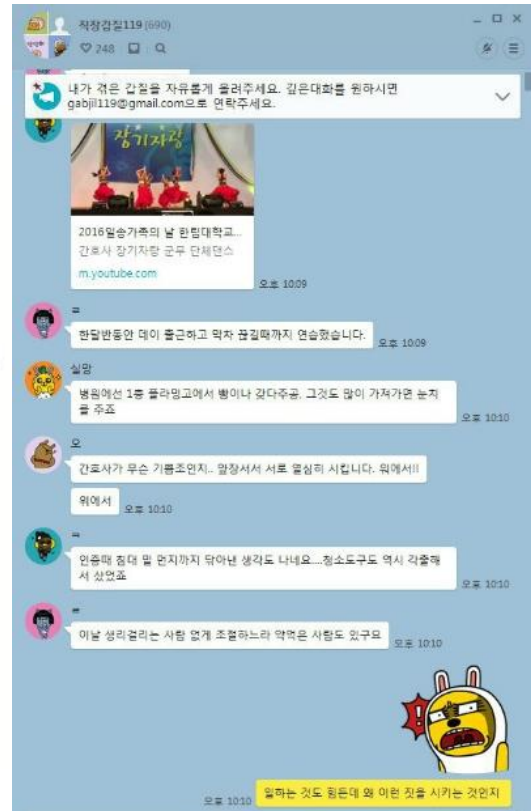 직장갑질119 (690)
248
내가 겪은 갑질을 자유롭게 올려주세요. 깊은대화를 원하시면
gabjil119@gmail.com으로 연락주세요.
장기자랑
2016일송가족의 날 한림대학교...
간호사 장기자랑 군무 단체댄스
m.youtube.com
오후 10:09
ㄹ
한달반동안 데이 출근하고 막차 끊길때까지 연습했습니다.
오후 10:09
실망
병원에선 1층 플라밍고에서 빵이나 갖다주공. 그것도 많이 가져가면 눈치
를 주죠
오후 10:10
오
간호사가 무슨 기쁨조인지.. 앞장서서 서로 열심히 시킵니다. 위에서!!
위에서
오후 10:10
인증때 침대 밑 먼지까지 닦아낸 생각도 나네요....청소도구도 역시 각출해
서 샀었죠
오후 10:10
ㄹ
이날 생리걸리는 사람 없게 조절하느라 약먹은 사람도 있구요
오후 10:10
일하는 것도 힘든데 왜 이런 짓을 시키는 것인지
오후 10:10